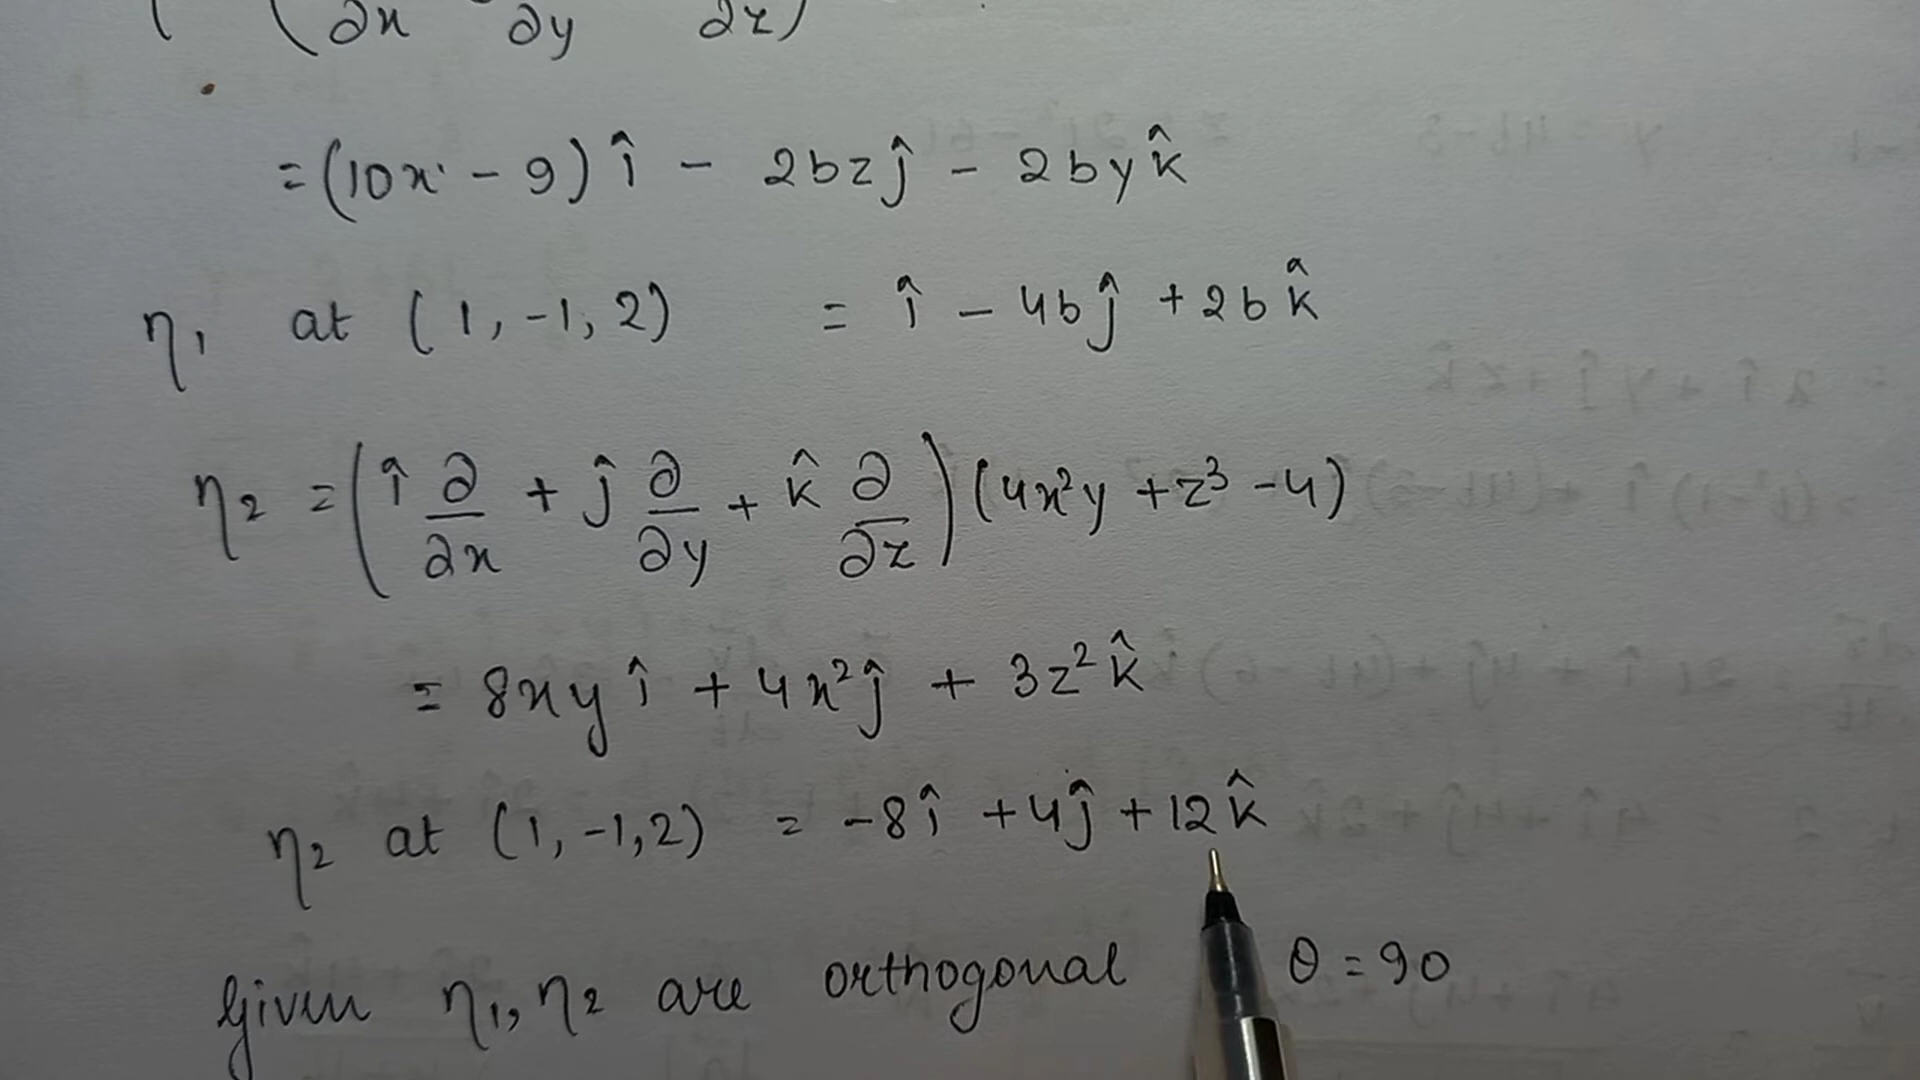 ( ∂x ∂y ∂z)
= (10x - 9) î - 2bz ĵ - 2by k̂
η₁ at (1, -1, 2) = î - 4b ĵ + 2b k̂
η₂ = (î ∂/∂x + ĵ ∂/∂y + k̂ ∂/∂z) (4x²y + z³ - 4)
= 8xy î + 4x² ĵ + 3z² k̂
η₂ at (1, -1, 2) = -8 î + 4 ĵ + 12 k̂
Given η₁, η₂ are orthogonal θ = 90